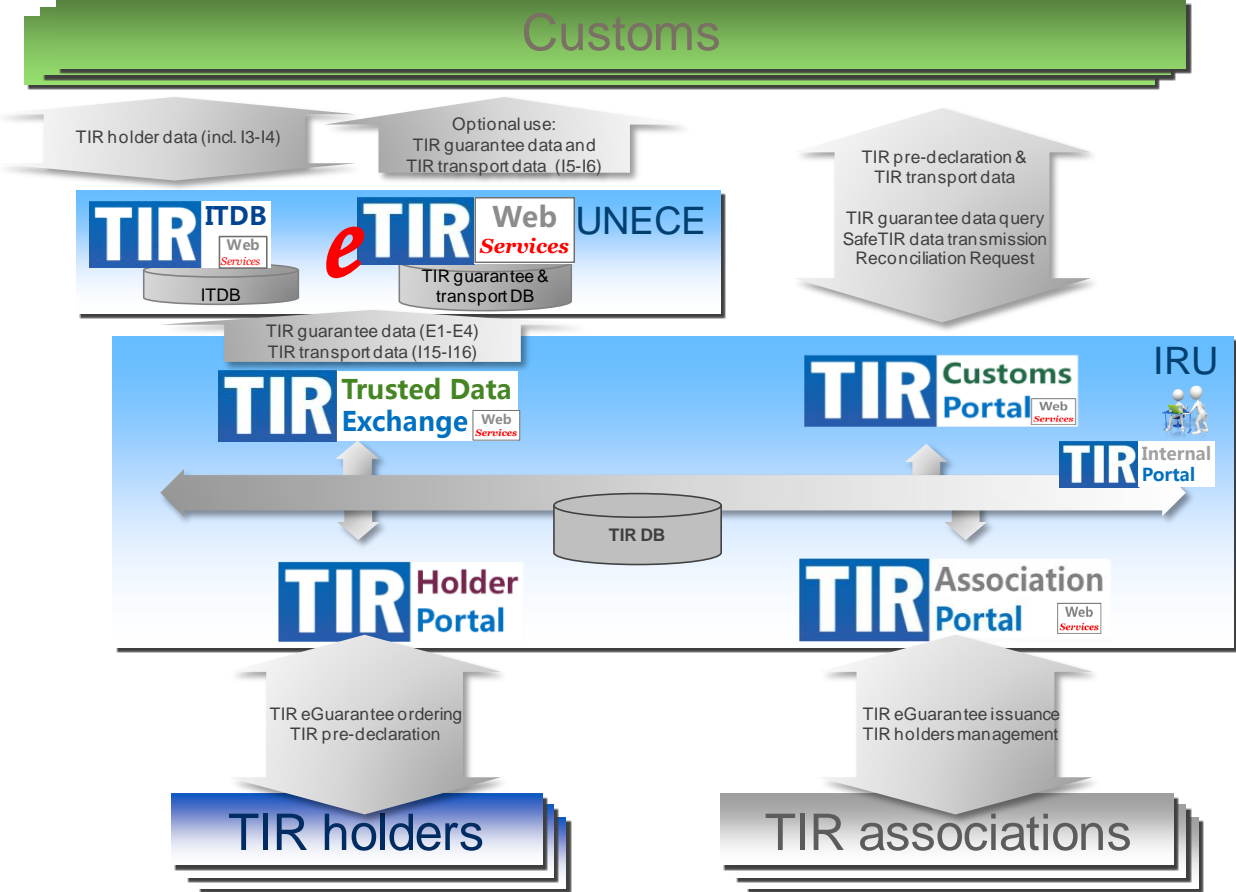 Customs
TIR holder data (incl. I3-I4)
Optional use:
TIR guarantee data and
TIR transport data (I5-I6)
TIR pre-declaration &
TIR transport data
TIR guarantee data query
SafeTIR data transmission
Reconciliation Request
TIR ITDB
Web
Services
ITDB
eTIR Web
Services
TIR guarantee &
transport DB
UNECE
TIR guarantee data (E1-E4)
TIR transport data (I15-I16)
IRU
TIR Trusted Data
Exchange Web
Services
TIR Customs
Portal Web
Services
TIR Internal
Portal
TIR DB
TIR Holder
Portal
TIR Association
Portal Web
Services
TIR eGuarantee ordering
TIR pre-declaration
TIR eGuarantee issuance
TIR holders management
TIR holders
TIR associations